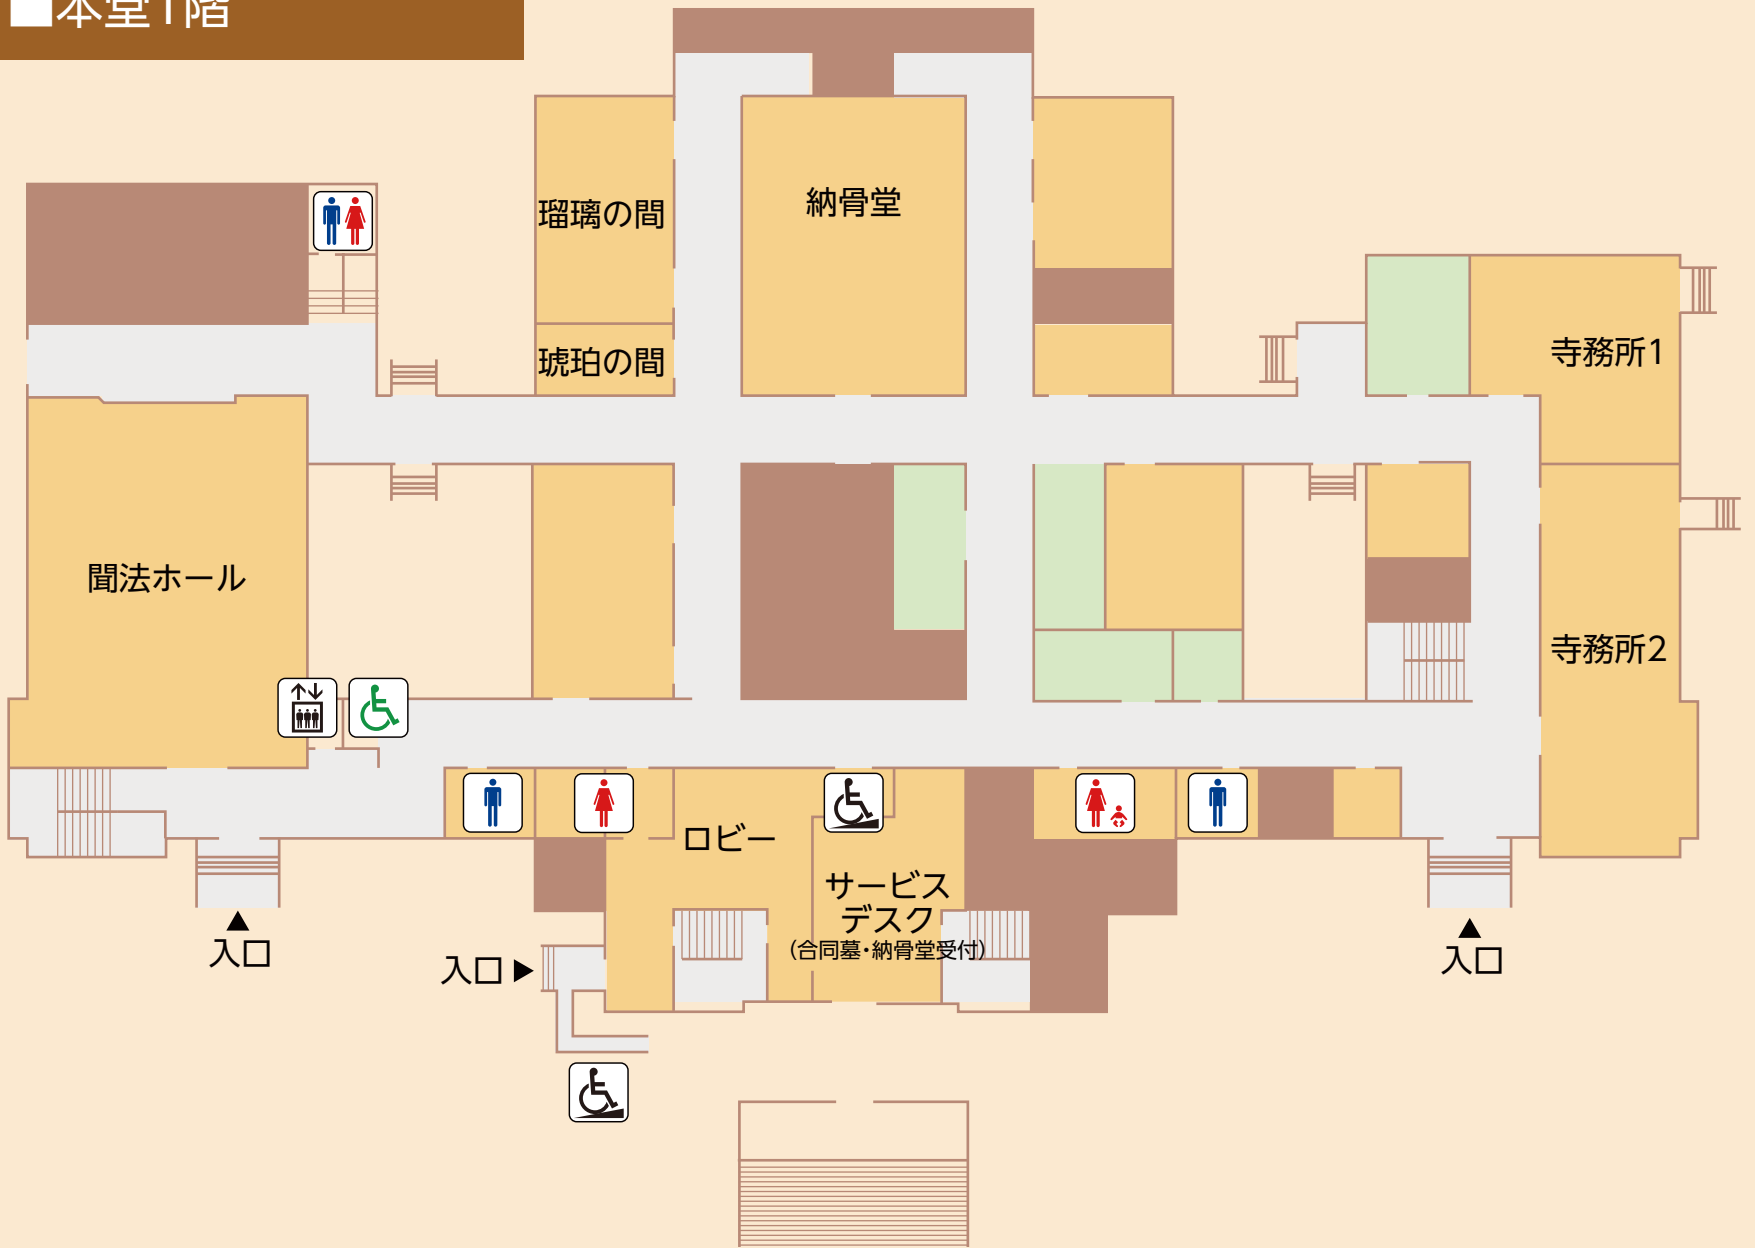 ■本堂1階
瑠璃の間
納骨堂
琥珀の間
寺務所1
聞法ホール
寺務所2
ロビー
サービス
デスク
（合同墓・納骨堂受付）
▲
入口
入口▶
▲
入口